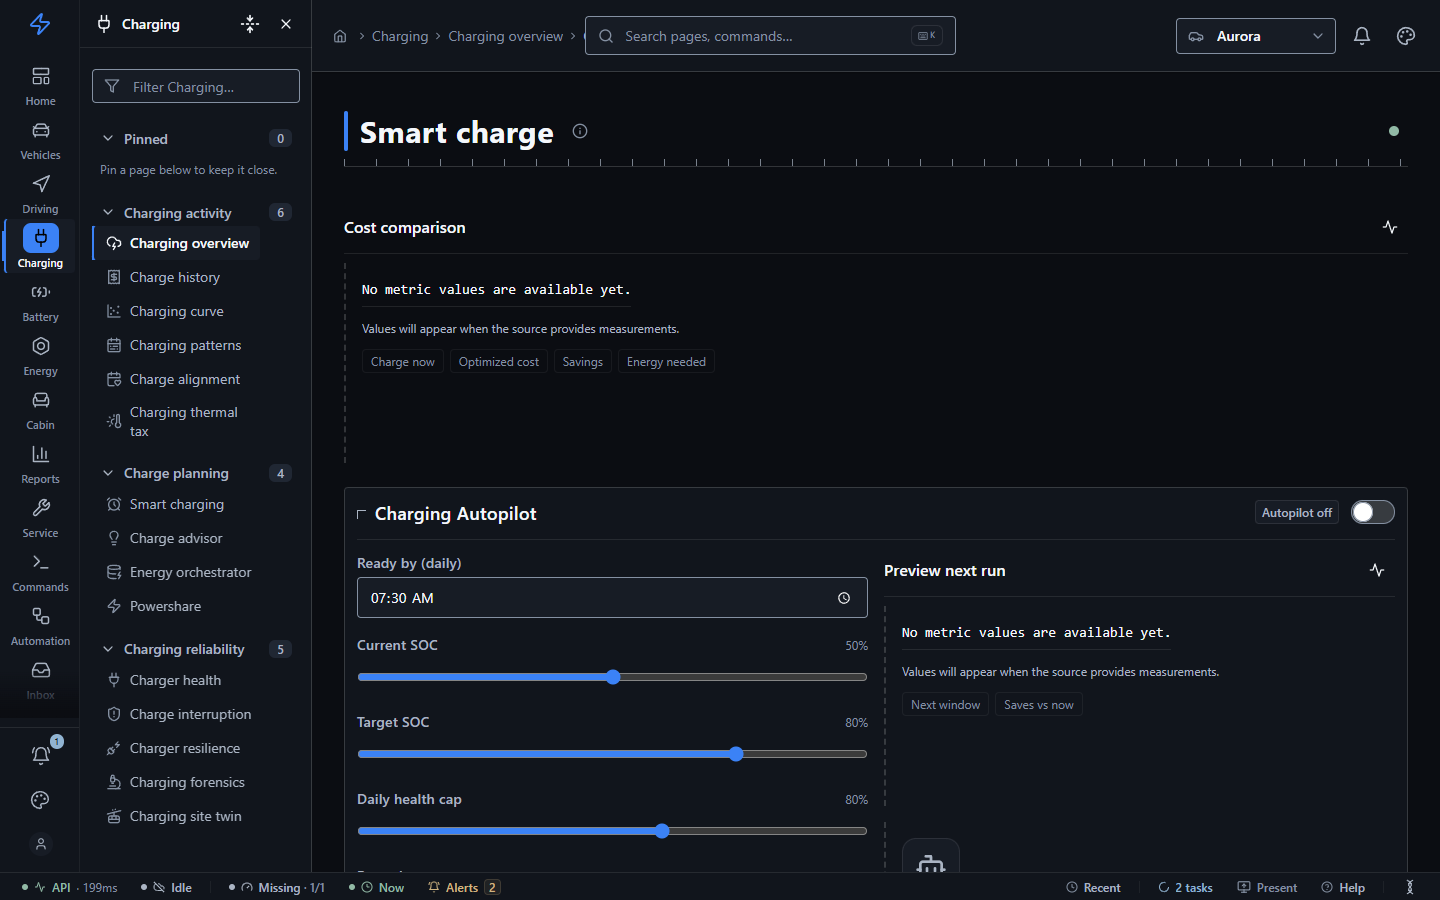 Home
Vehicles
Driving
Charging
Battery
Energy
Cabin
Reports
Service
Commands
Automation
Inbox
1
Charging
Filter Charging...
Pinned 0
Pin a page below to keep it close.
Charging activity 6
Charging overview
Charge history
Charging curve
Charging patterns
Charge alignment
Charging thermal
tax
Charge planning 4
Smart charging
Charge advisor
Energy orchestrator
Powershare
Charging reliability 5
Charger health
Charge interruption
Charger resilience
Charging forensics
Charging site twin
Charging Charging overview
Search pages, commands... K
Aurora
Smart charge
Cost comparison
No metric values are available yet.
Values will appear when the source provides measurements.
Charge now Optimized cost Savings Energy needed
Charging Autopilot
Autopilot off
Ready by (daily)
07:30 AM
Current SOC 50%
Target SOC 80%
Daily health cap 80%
Preview next run
No metric values are available yet.
Values will appear when the source provides measurements.
Next window Saves vs now
API · 199ms Idle Missing · 1/1 Now Alerts 2 Recent 2 tasks Present Help